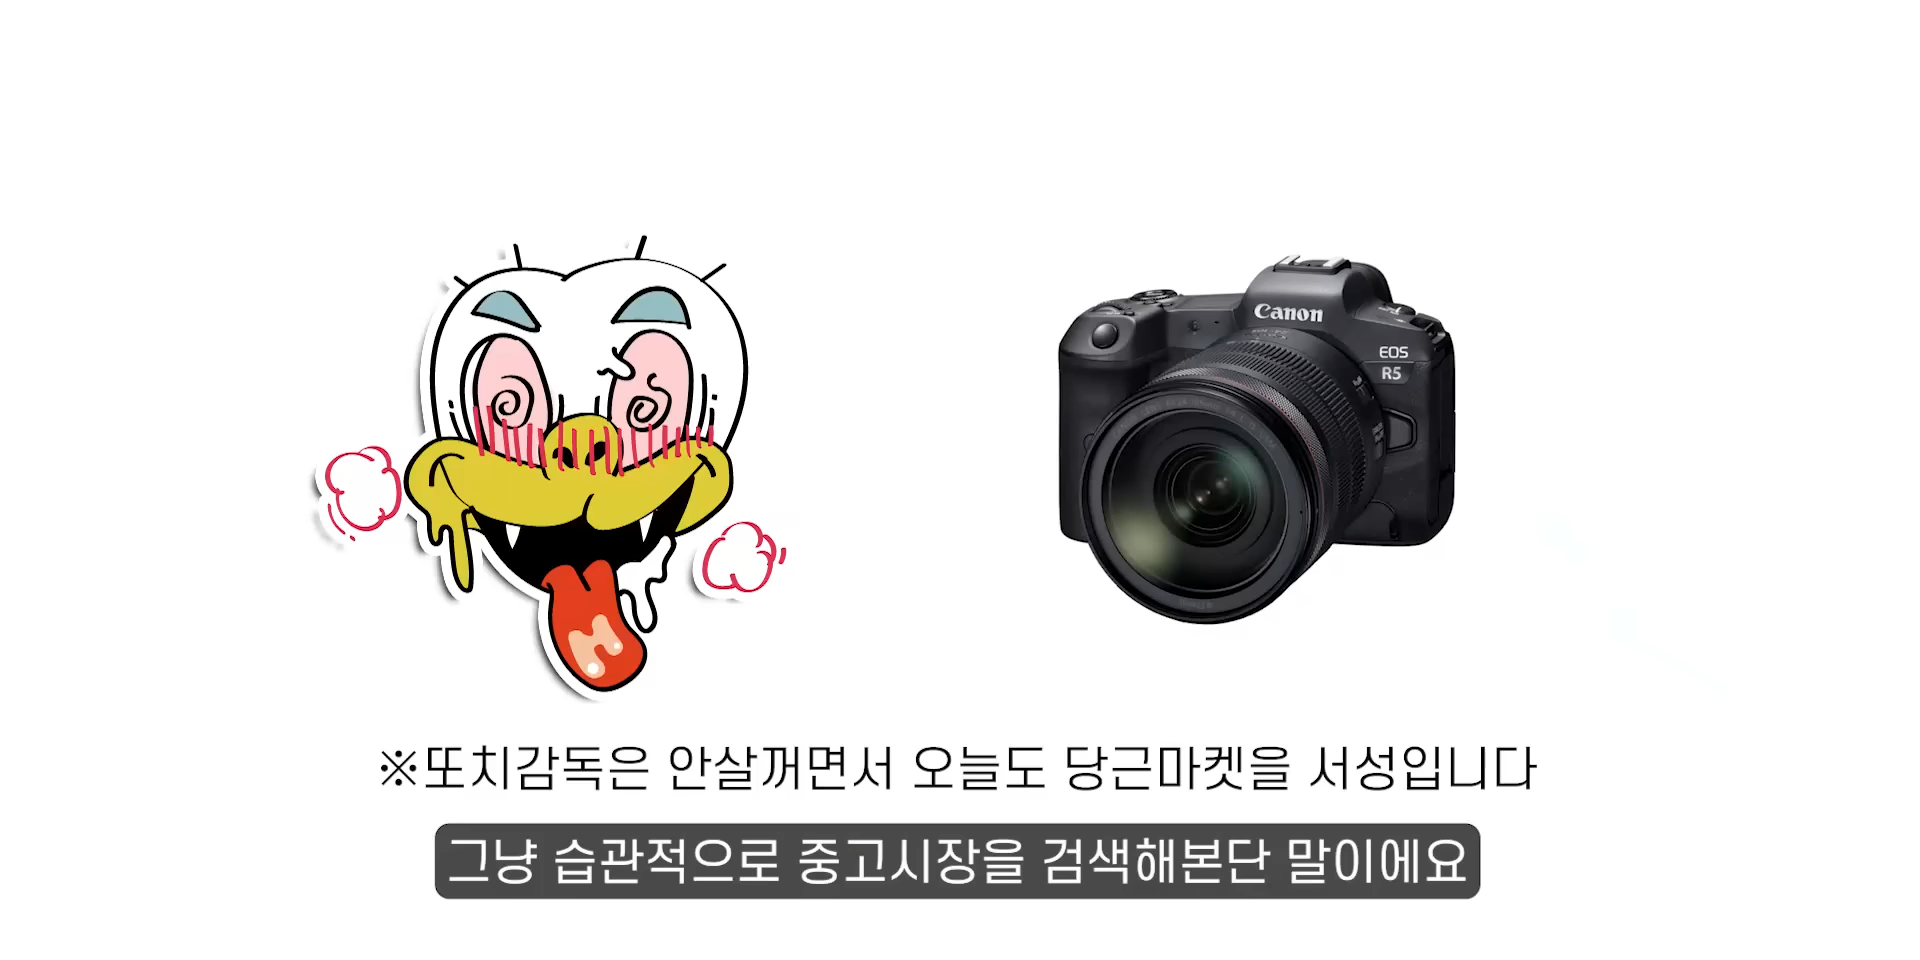 Canon
EOS
R5
※또치감독은 안살꺼면서 오늘도 당근마켓을 서성입니다
그냥 습관적으로 중고시장을 검색해본단 말이에요